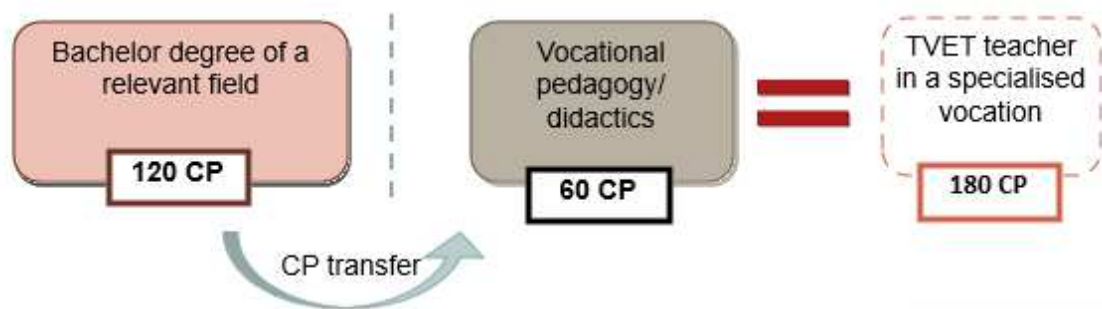 Bachelor degree of a
relevant field
120 CP
Vocational
pedagogy/
didactics
60 CP
TVET teacher
in a specialised
vocation
180 CP
CP transfer